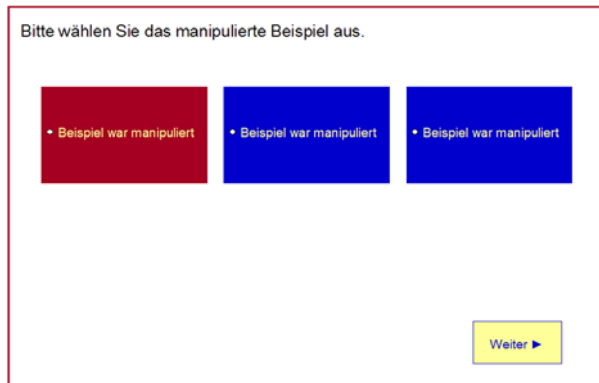 Bitte wählen Sie das manipulierte Beispiel aus.
• Beispiel war manipuliert
• Beispiel war manipuliert
• Beispiel war manipuliert
Weiter ►